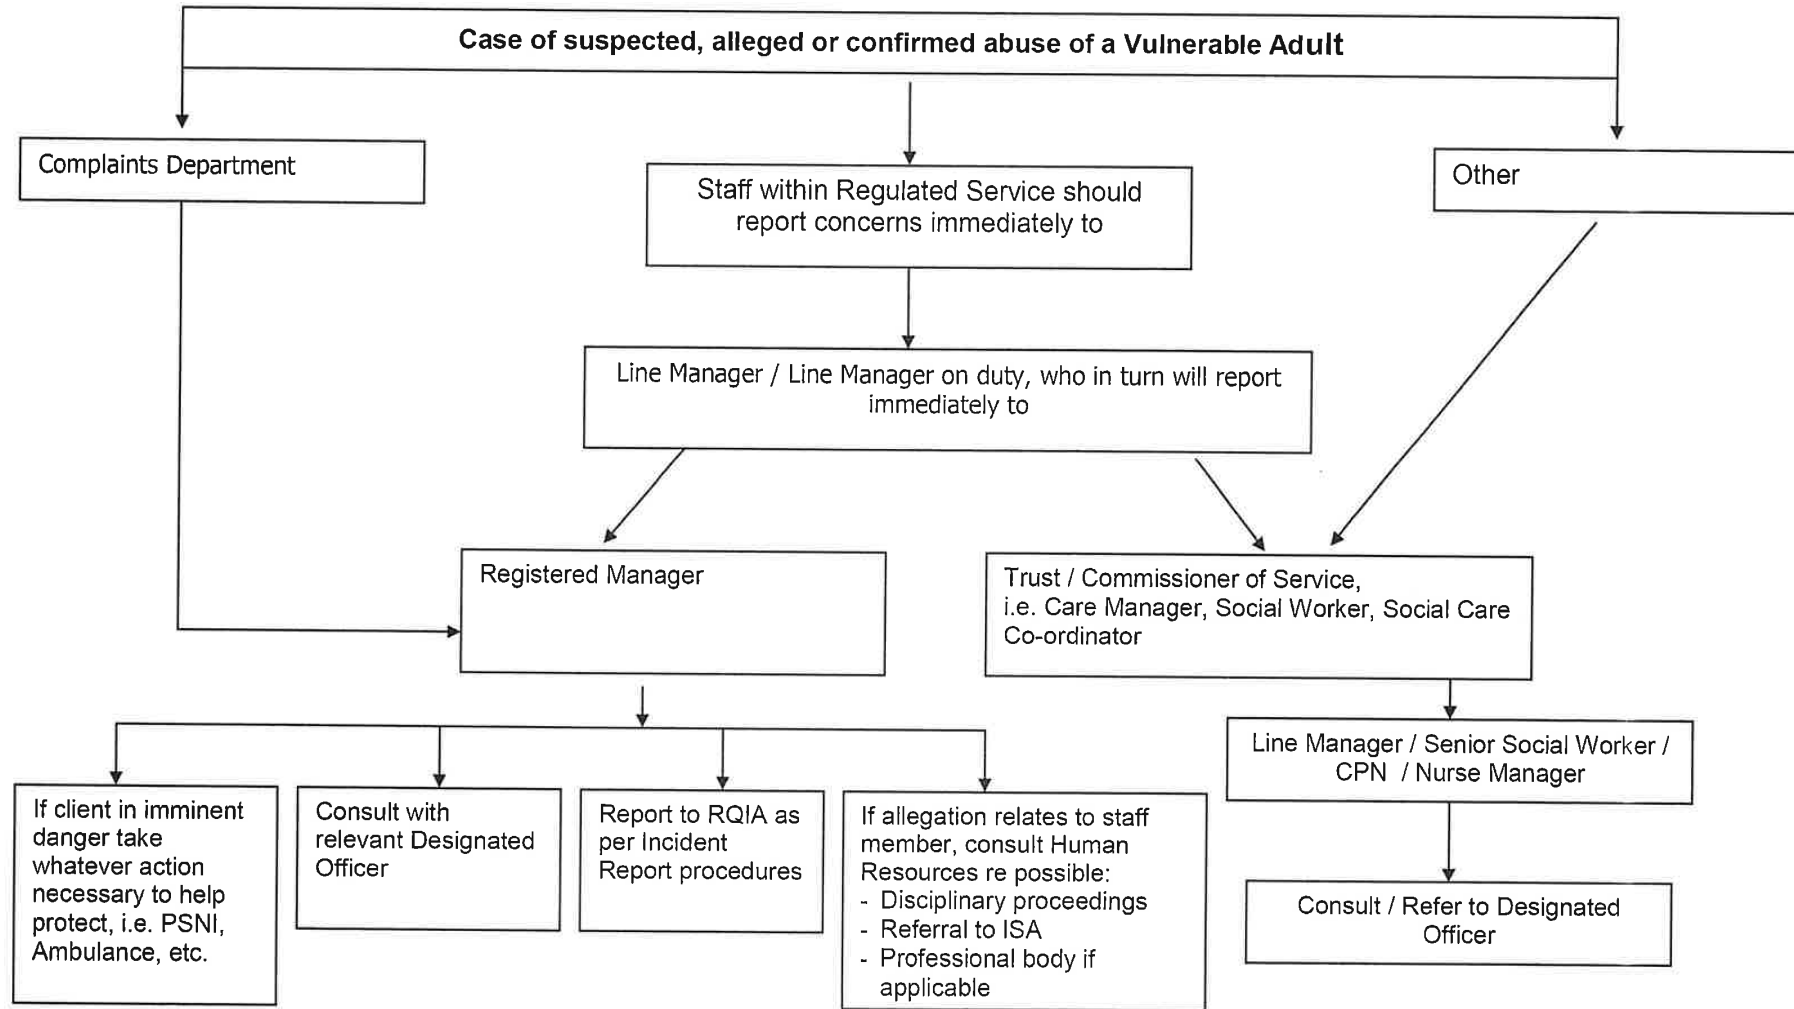 Case of suspected, alleged or confirmed abuse of a Vulnerable Adult
Complaints Department
Staff within Regulated Service should
report concerns immediately to
Other
Line Manager / Line Manager on duty, who in turn will report
immediately to
Registered Manager
Trust / Commissioner of Service,
i.e. Care Manager, Social Worker, Social Care
Co-ordinator
Line Manager / Senior Social Worker /
CPN / Nurse Manager
If client in imminent
danger take
whatever action
necessary to help
protect, i.e. PSNI,
Ambulance, etc.
Consult with
relevant Designated
Officer
Report to RQIA as
per Incident
Report procedures
If allegation relates to staff
member, consult Human
Resources re possible:
- Disciplinary proceedings
- Referral to ISA
- Professional body if
applicable
Consult / Refer to Designated
Officer